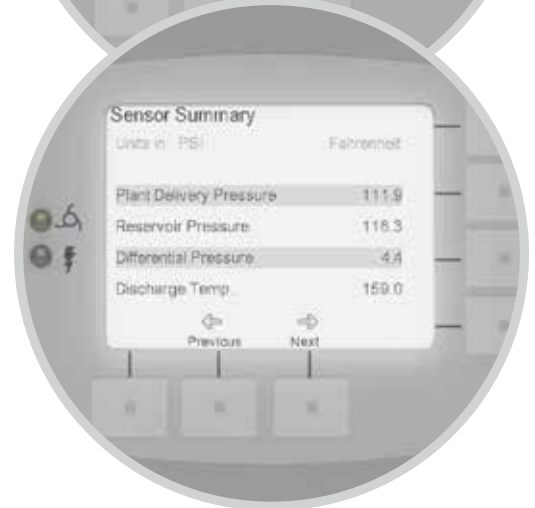 Sensor Summary
Units in PSI Fahrenheit
Plant Delivery Pressure 111.9
Reservoir Pressure 116.3
Differential Pressure 4.4
Discharge Temp 159.0
Previous Next